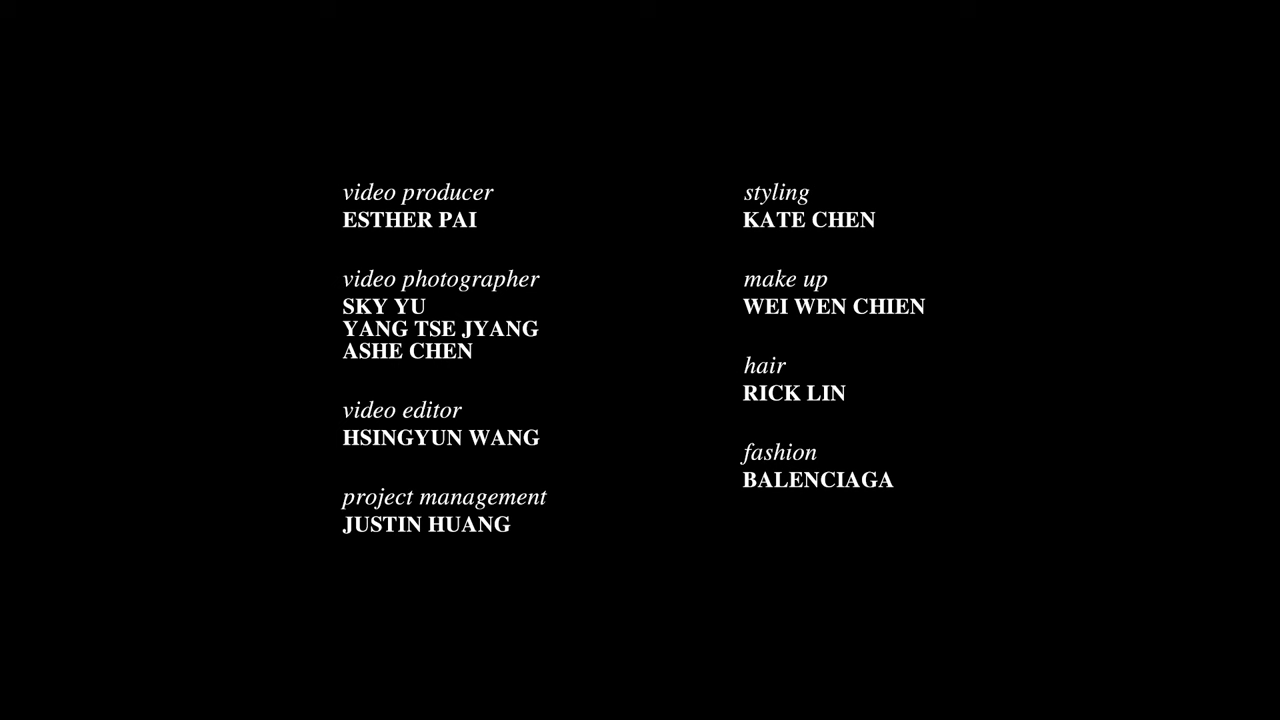 video producer
ESTHER PAI
video photographer
SKY YU
YANG TSE JYANG
ASHE CHEN
video editor
HSINGYUN WANG
project management
JUSTIN HUANG
styling
KATE CHEN
make up
WEI WEN CHIEN
hair
RICK LIN
fashion
BALENCIAGA